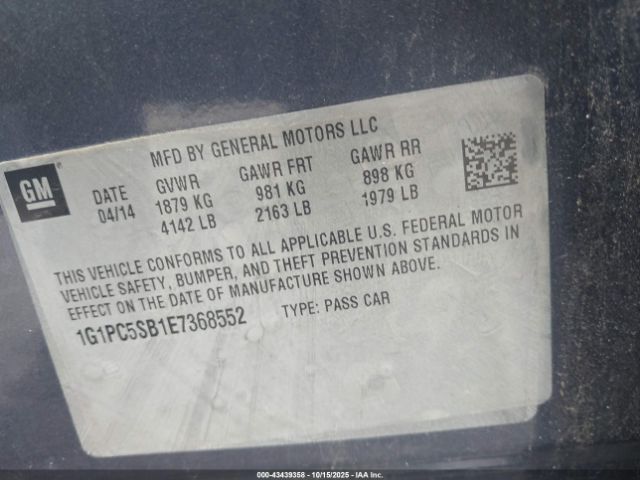 MFD BY GENERAL MOTORS LLC
GM
DATE GVWR GAWR FRT GAWR RR
04/14 1879 KG 981 KG 898 KG
4142 LB 2163 LB 1979 LB
THIS VEHICLE CONFORMS TO ALL APPLICABLE U.S. FEDERAL MOTOR
VEHICLE SAFETY, BUMPER, AND THEFT PREVENTION STANDARDS IN
EFFECT ON THE DATE OF MANUFACTURE SHOWN ABOVE.
1G1PC5SB1E7368552 TYPE: PASS CAR
000-43439358 - 10/15/2025 - IAA Inc.